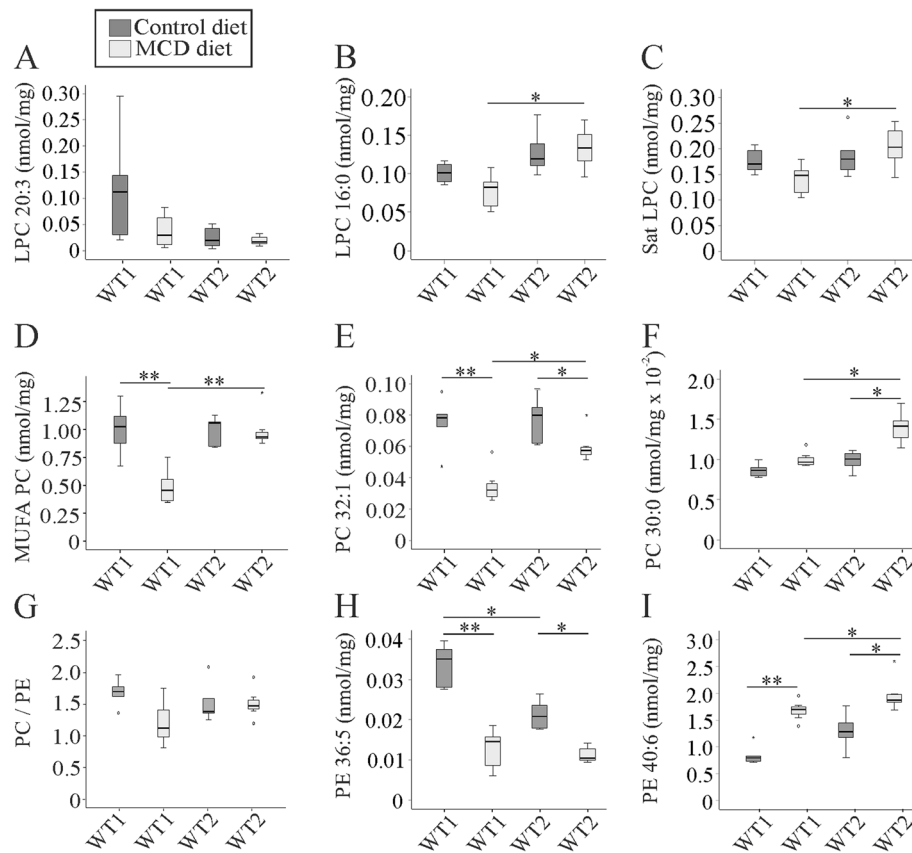 Control diet
MCD diet
A
LPC 20:3 (nmol/mg)
0.30
0.25
0.20
0.15
0.10
0.05
0
WT1
WT1
WT2
WT2
B
LPC 16:0 (nmol/mg)
0.20
0.15
0.10
0.05
0
*
WT1
WT1
WT2
WT2
C
Sat LPC (nmol/mg)
0.30
0.25
0.20
0.15
0.10
0.05
0
*
WT1
WT1
WT2
WT2
D
MUFA PC (nmol/mg)
1.25
1.00
0.75
0.50
0.25
0
**
**
WT1
WT1
WT2
WT2
E
PC 32:1 (nmol/mg)
0.10
0.08
0.06
0.04
0.02
0
*
**
*
WT1
WT1
WT2
WT2
F
PC 30:0 (nmol/mg x 10-2)
2.0
1.5
1.0
0.5
0
*
*
WT1
WT1
WT2
WT2
G
PC / PE
2.5
2.0
1.5
1.0
0.5
0
WT1
WT1
WT2
WT2
H
PE 36:5 (nmol/mg)
0.04
0.03
0.02
0.01
0
*
**
*
WT1
WT1
WT2
WT2
I
PE 40:6 (nmol/mg)
3.0
2.5
2.0
1.5
1.0
0.5
0
*
*
**
WT1
WT1
WT2
WT2